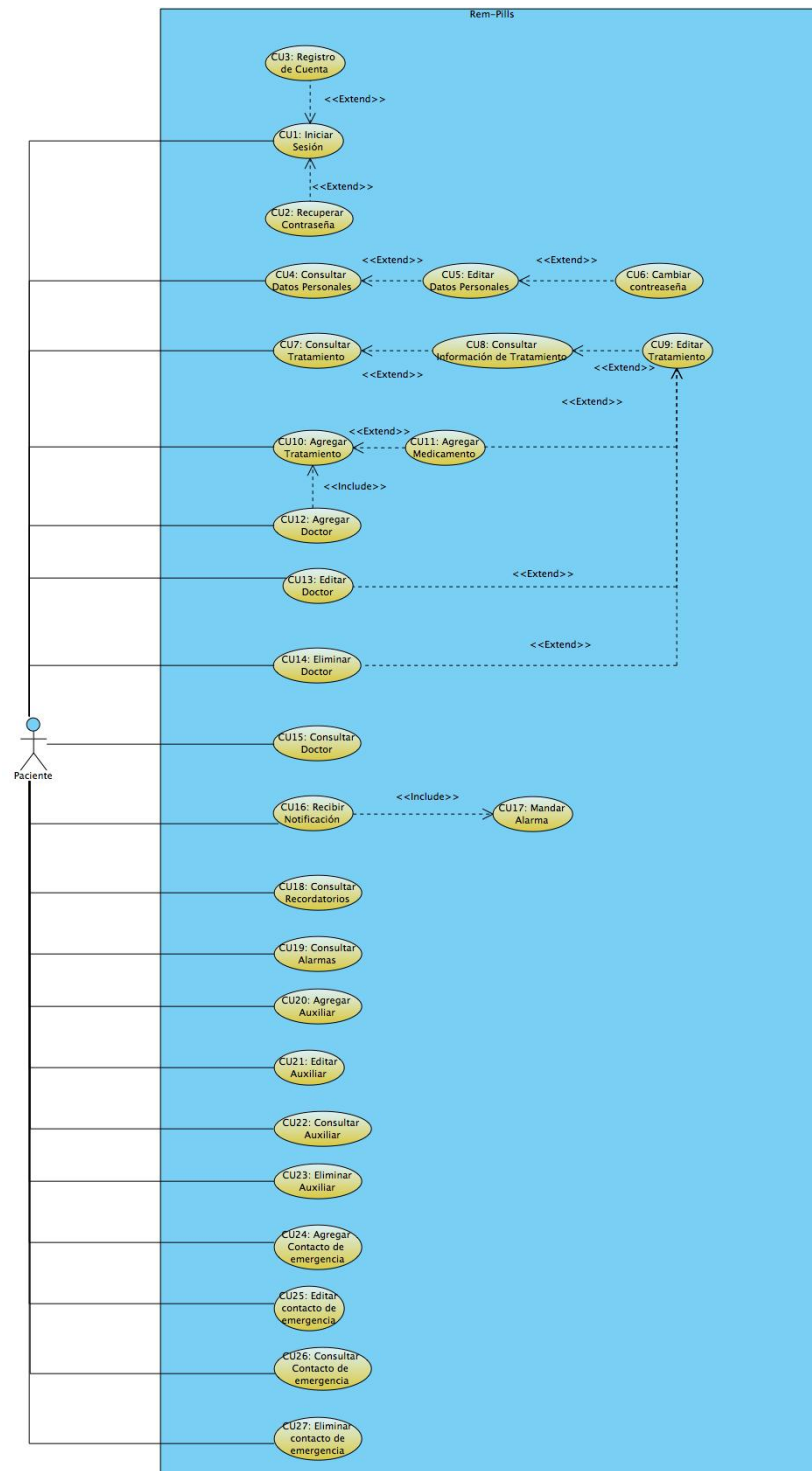 Rem-Pills
CU3: Registro
de Cuenta
<<Extend>>
CU1: Iniciar
Sesión
<<Extend>>
CU2: Recuperar
Contraseña
<<Extend>>
<<Extend>>
CU4: Consultar
Datos Personales
CU5: Editar
Datos Personales
CU6: Cambiar
contreaseña
CU7: Consultar
Tratamiento
CU8: Consultar
Información de Tratamiento
CU9: Editar
Tratamiento
<<Extend>>
<<Extend>>
<<Extend>>
<<Extend>>
CU10: Agregar
Tratamiento
CU11: Agregar
Medicamento
<<Include>>
CU12: Agregar
Doctor
<<Extend>>
CU13: Editar
Doctor
<<Extend>>
CU14: Eliminar
Doctor
Paciente
CU15: Consultar
Doctor
<<Include>>
CU16: Recibir
Notificación
CU17: Mandar
Alarma
CU18: Consultar
Recordatorios
CU19: Consultar
Alarmas
CU20: Agregar
Auxiliar
CU21: Editar
Auxiliar
CU22: Consultar
Auxiliar
CU23: Eliminar
Auxiliar
CU24: Agregar
Contacto de
emergencia
CU25: Editar
contacto de
emergencia
CU26: Consultar
Contacto de
emergencia
CU27: Eliminar
contacto de
emergencia